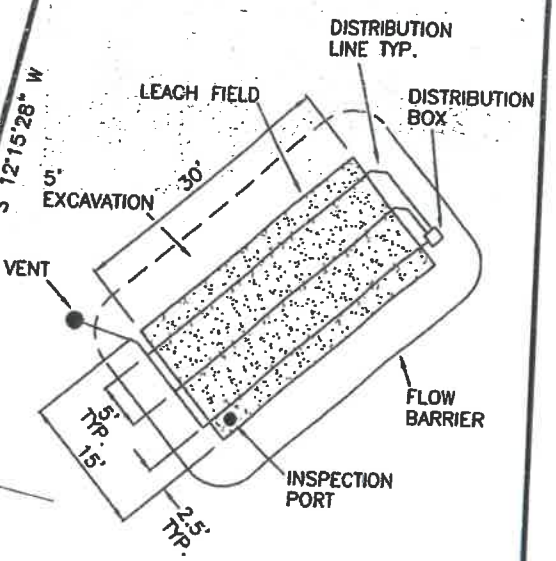 DISTRIBUTION
LINE TYP.
LEACH FIELD
DISTRIBUTION
BOX
S 12°15'28" W
30'
5'
EXCAVATION
VENT
5'
TYP.
15'
FLOW
BARRIER
INSPECTION
PORT
2.5'
TYP.